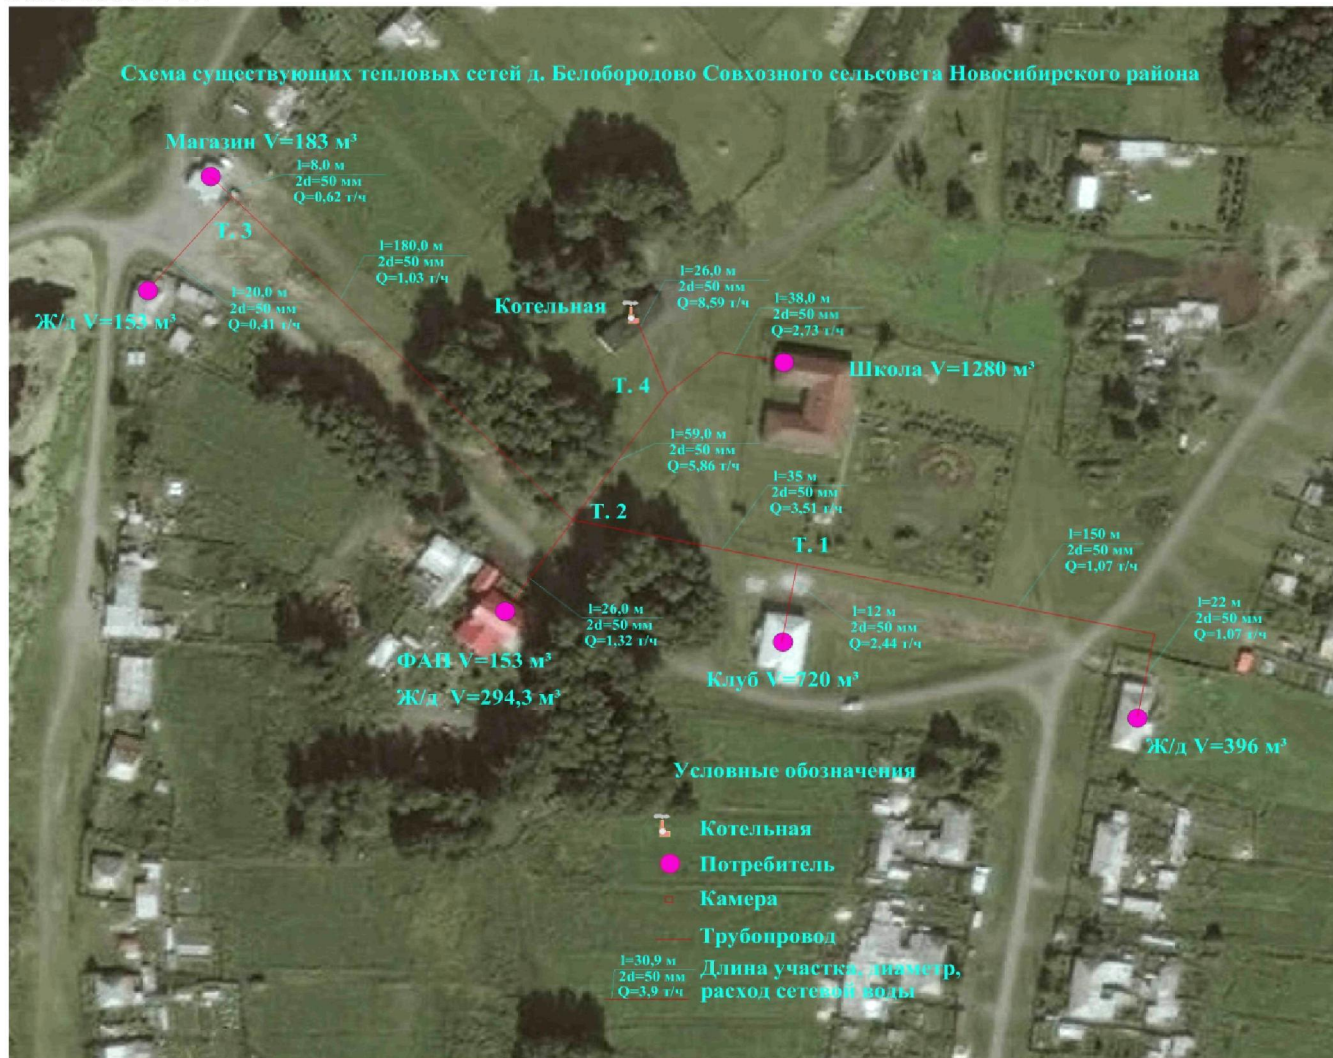 Схема существующих тепловых сетей д. Белобородово Совхозного сельсовета Новосибирского района
Магазин V=183 м³
l=8,0 м
2d=50 мм
Q=0,62 т/ч
Т. 3
l=180,0 м
2d=50 мм
Q=1,03 т/ч
l=20,0 м
2d=50 мм
Q=0,41 т/ч
Ж/д V=153 м³
Котельная
l=26,0 м
2d=50 мм
Q=8,59 т/ч
l=38,0 м
2d=50 мм
Q=2,73 т/ч
Школа V=1280 м³
Т. 4
l=59,0 м
2d=50 мм
Q=5,86 т/ч
l=35 м
2d=50 мм
Q=3,51 т/ч
Т. 2
Т. 1
l=150 м
2d=50 мм
Q=1,07 т/ч
l=26,0 м
2d=50 мм
Q=1,32 т/ч
l=12 м
2d=50 мм
Q=2,44 т/ч
l=22 м
2d=50 мм
Q=1,07 т/ч
ФАП V=153 м³
Ж/д V=294,3 м³
Клуб V=720 м³
Ж/д V=396 м³
Условные обозначения
Котельная
Потребитель
Камера
Трубопровод
l=30,9 м
2d=50 мм
Q=3,9 т/ч
Длина участка, диаметр,
расход сетевой воды